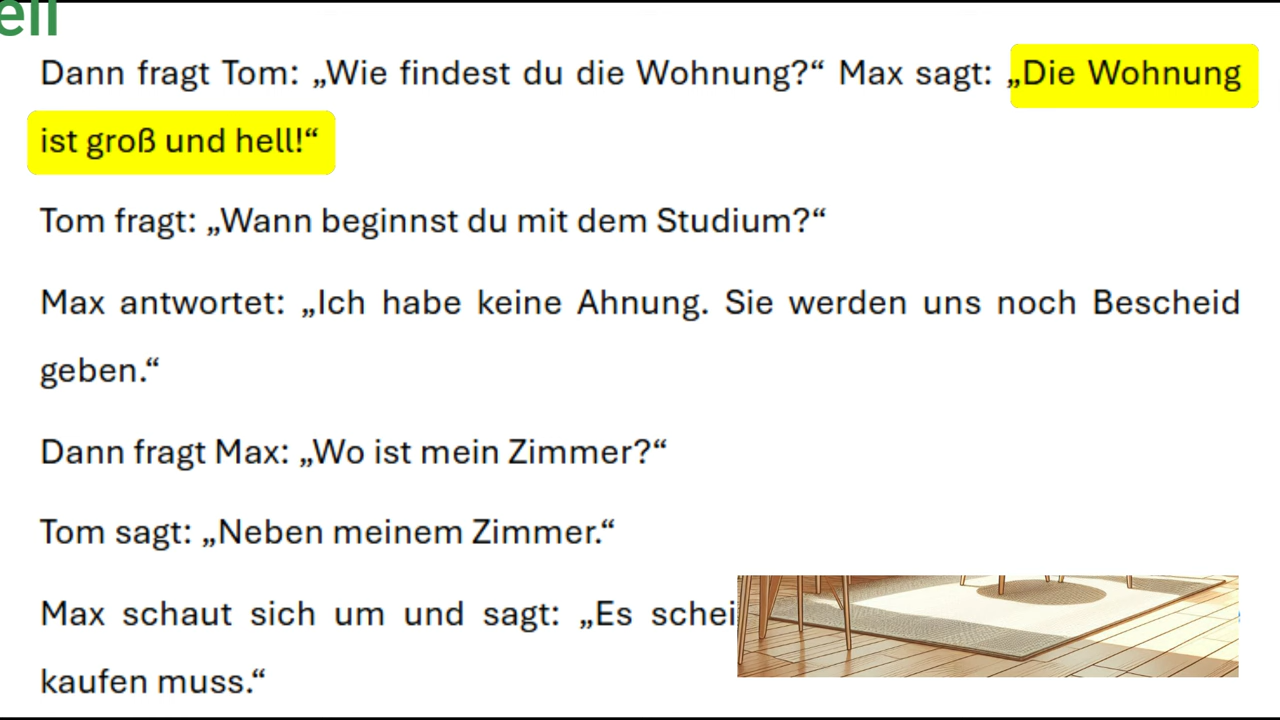 ell
Dann fragt Tom: „Wie findest du die Wohnung?“ Max sagt: „Die Wohnung
ist groß und hell!“
Tom fragt: „Wann beginnst du mit dem Studium?“
Max antwortet: „Ich habe keine Ahnung. Sie werden uns noch Bescheid
geben.“
Dann fragt Max: „Wo ist mein Zimmer?“
Tom sagt: „Neben meinem Zimmer.“
Max schaut sich um und sagt: „Es schei
kaufen muss.“